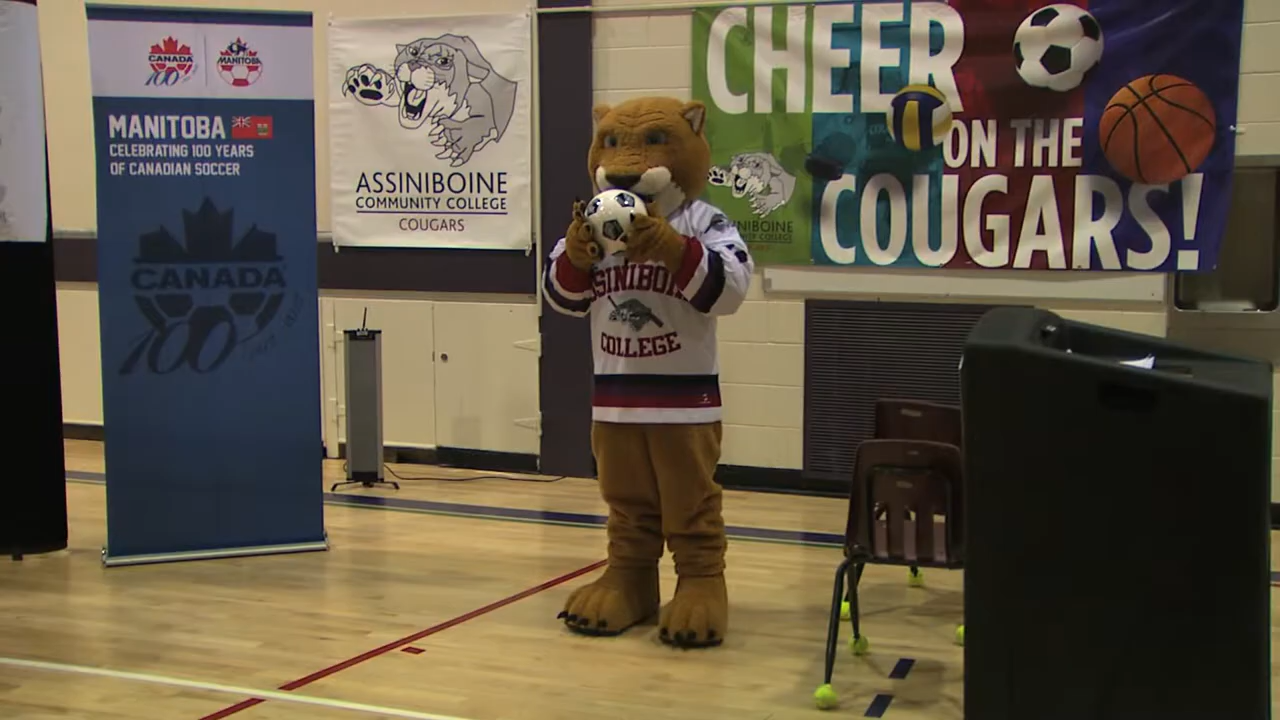 CANADA
100
MANITOBA
MANITOBA
CELEBRATING 100 YEARS
OF CANADIAN SOCCER
CANADA
100
ASSINIBOINE
COMMUNITY COLLEGE
COUGARS
CHEER
ON THE
COUGARS!
COLLEGE